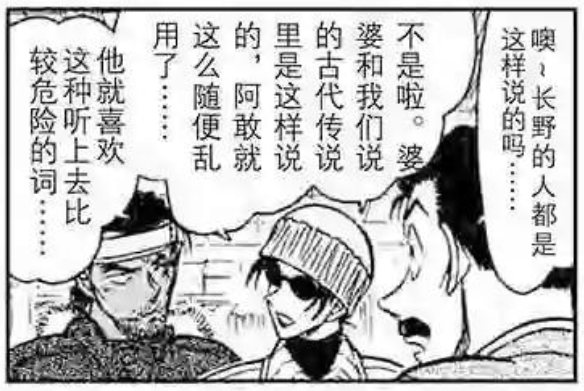 噢~长野的人都是
这样说的吗……
不是啦。婆
婆和我们说
的古代传说
里是这样说
的，阿敢就
这么随便乱
用了……
他就喜欢
这种听上去比
较危险的词……